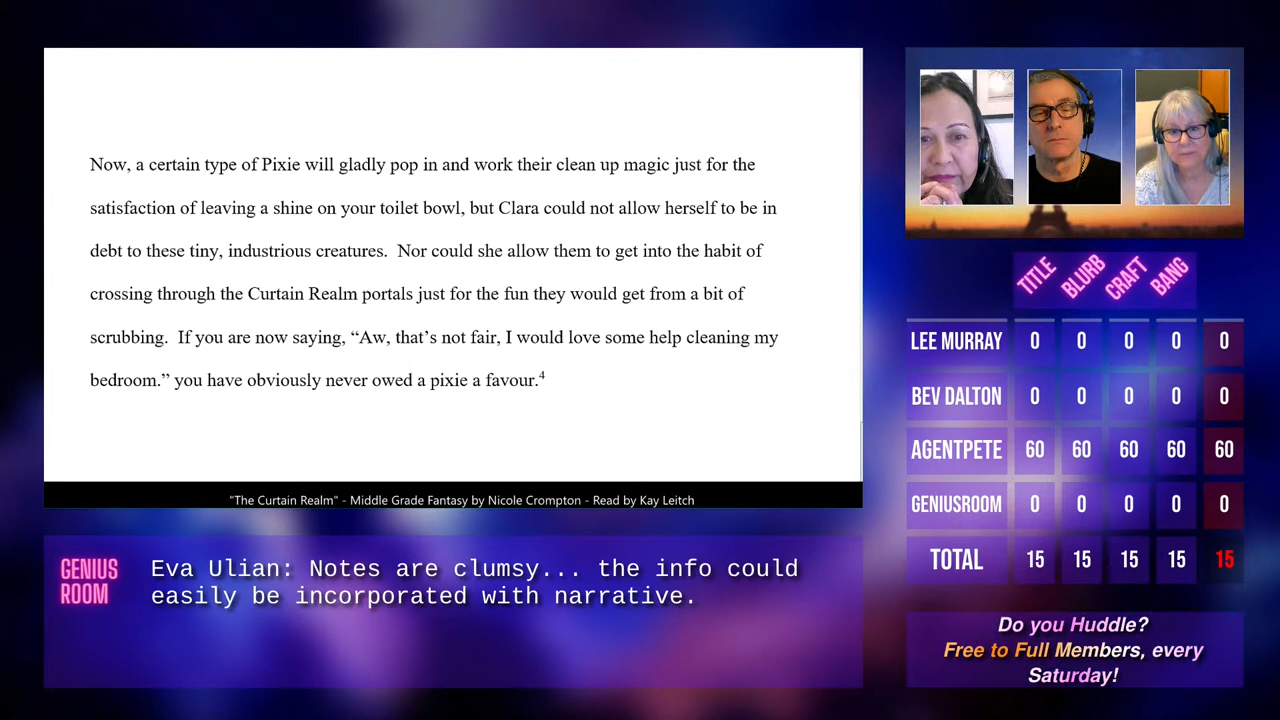 Now, a certain type of Pixie will gladly pop in and work their clean up magic just for the
satisfaction of leaving a shine on your toilet bowl, but Clara could not allow herself to be in
debt to these tiny, industrious creatures.  Nor could she allow them to get into the habit of
crossing through the Curtain Realm portals just for the fun they would get from a bit of
scrubbing.  If you are now saying, “Aw, that’s not fair, I would love some help cleaning my
bedroom.” you have obviously never owed a pixie a favour.4
"The Curtain Realm" - Middle Grade Fantasy by Nicole Crompton - Read by Kay Leitch
GENIUS
ROOM
Eva Ulian: Notes are clumsy... the info could
easily be incorporated with narrative.
TITLE BLURB CRAFT BANG
LEE MURRAY 0 0 0 0 0
BEV DALTON 0 0 0 0 0
AGENTPETE 60 60 60 60 60
GENIUSROOM 0 0 0 0 0
TOTAL 15 15 15 15 15
Do you Huddle?
Free to Full Members, every
Saturday!